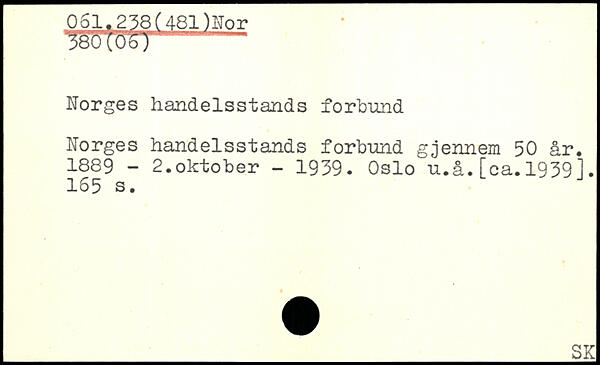 061.238(481)Nor
380(06)
Norges handelsstands forbund
Norges handelsstands forbund gjennem 50 år.
1889 - 2.oktober - 1939. Oslo u.å.[ca.1939].
165 s.
SK